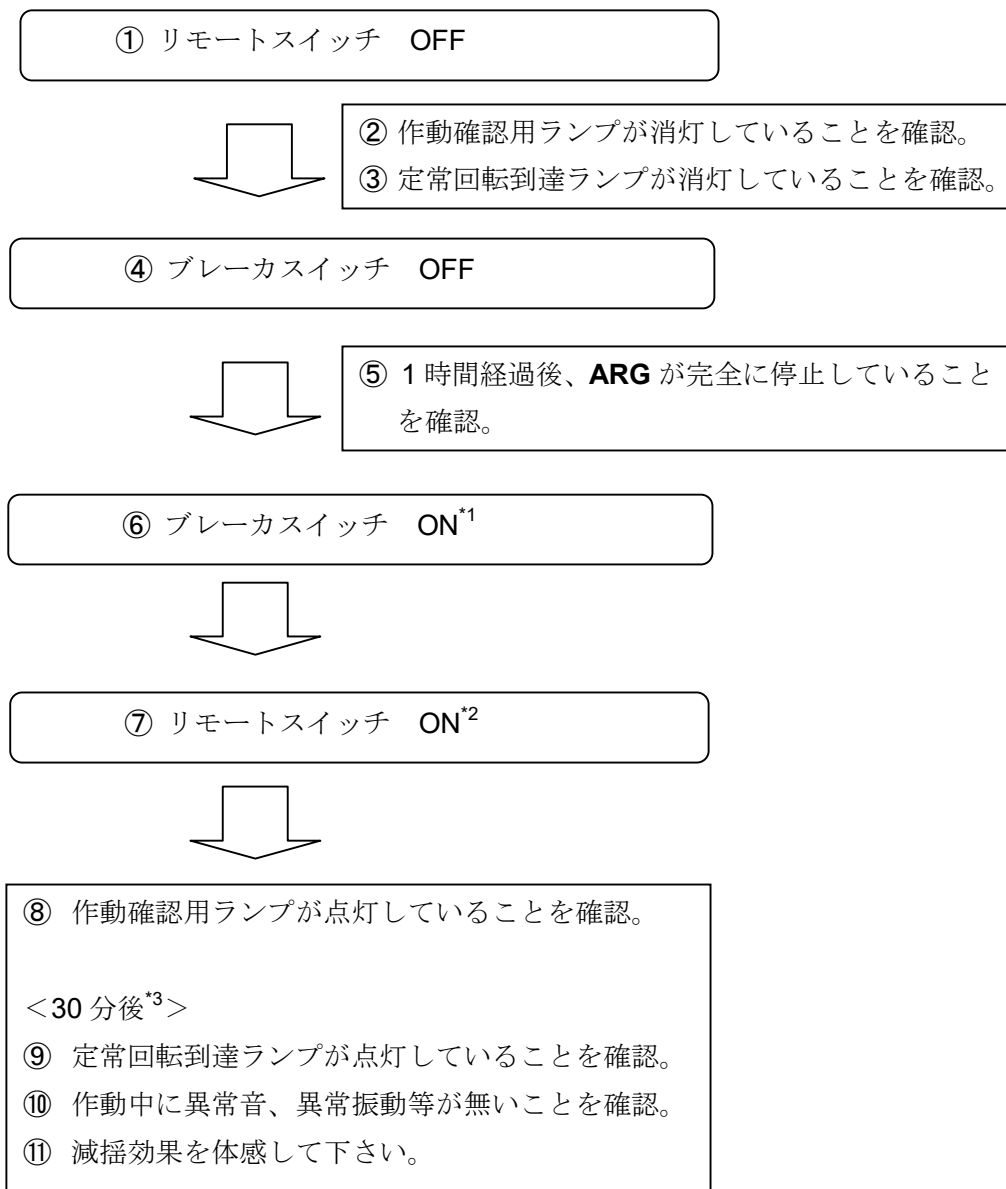 ① リモートスイッチ　OFF
② 作動確認用ランプが消灯していることを確認。
③ 定常回転到達ランプが消灯していることを確認。
④ ブレーカスイッチ　OFF
⑤ 1 時間経過後、ARG が完全に停止していること
を確認。
⑥ ブレーカスイッチ　ON*1
⑦ リモートスイッチ　ON*2
⑧ 作動確認用ランプが点灯していることを確認。
＜30 分後*3＞
⑨ 定常回転到達ランプが点灯していることを確認。
⑩ 作動中に異常音、異常振動等が無いことを確認。
⑪ 減揺効果を体感して下さい。